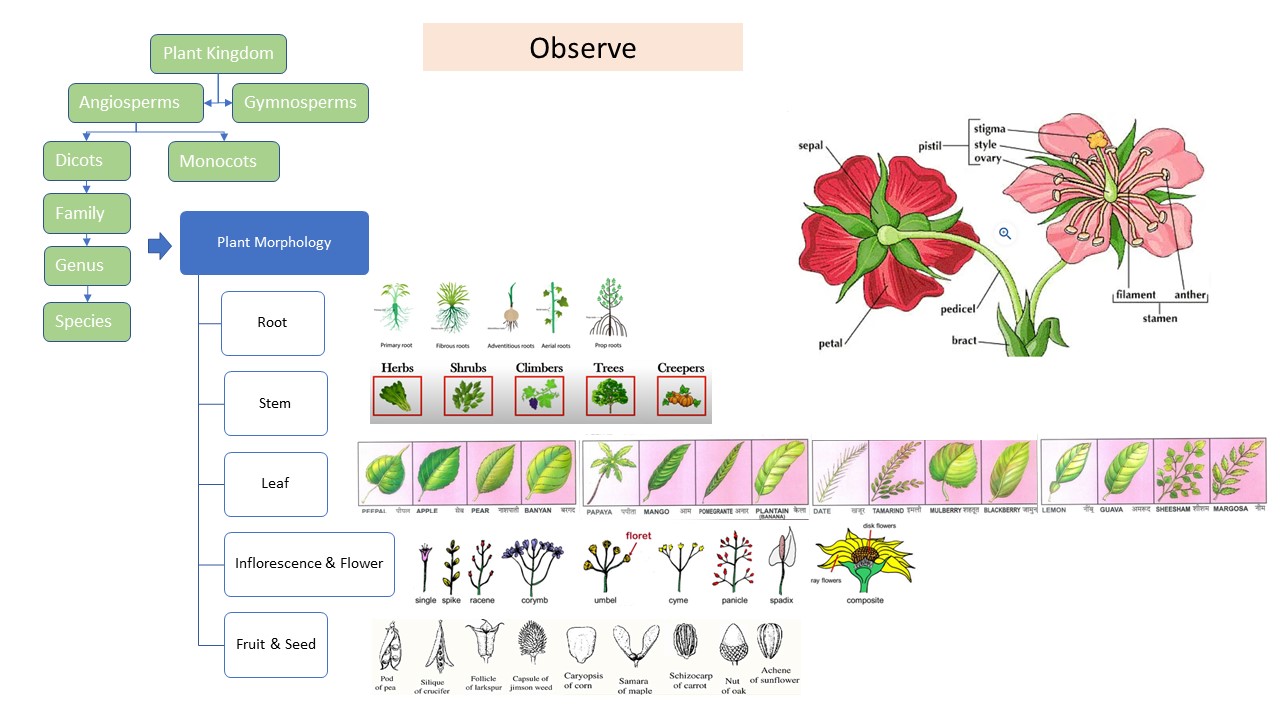 Observe
Plant Kingdom
Angiosperms
Gymnosperms
Dicots
Monocots
Family
Genus
Species
Plant Morphology
Root
Stem
Leaf
Inflorescence & Flower
Fruit & Seed
sepal
pistil
stigma
style
ovary
petal
pedicel
bract
filament
anther
stamen
Primary root
Fibrous roots
Adventitious roots
Aerial roots
Prop roots
Herbs
Shrubs
Climbers
Trees
Creepers
PEEPAL पीपल
APPLE सेब
PEAR नाशपाती
BANYAN बरगद
PAPAYA पपीता
MANGO आम
POMEGRANTE अनार
PLANTAIN केला
(BANANA)
DATE खजूर
TAMARIND इमली
MULBERRY शहतूत
BLACKBERRY जामुन
LEMON नींबू
GUAVA अमरूद
SHEESHAM शीशम
MARGOSA नीम
single
spike
raceme
corymb
floret
umbel
cyme
panicle
spadix
disk flowers
ray flowers
composite
Pod
of pea
Silique
of crucifer
Follicle
of larkspur
Capsule of
jimson weed
Caryopsis
of corn
Samara
of maple
Schizocarp
of carrot
Nut
of oak
Achene
of sunflower